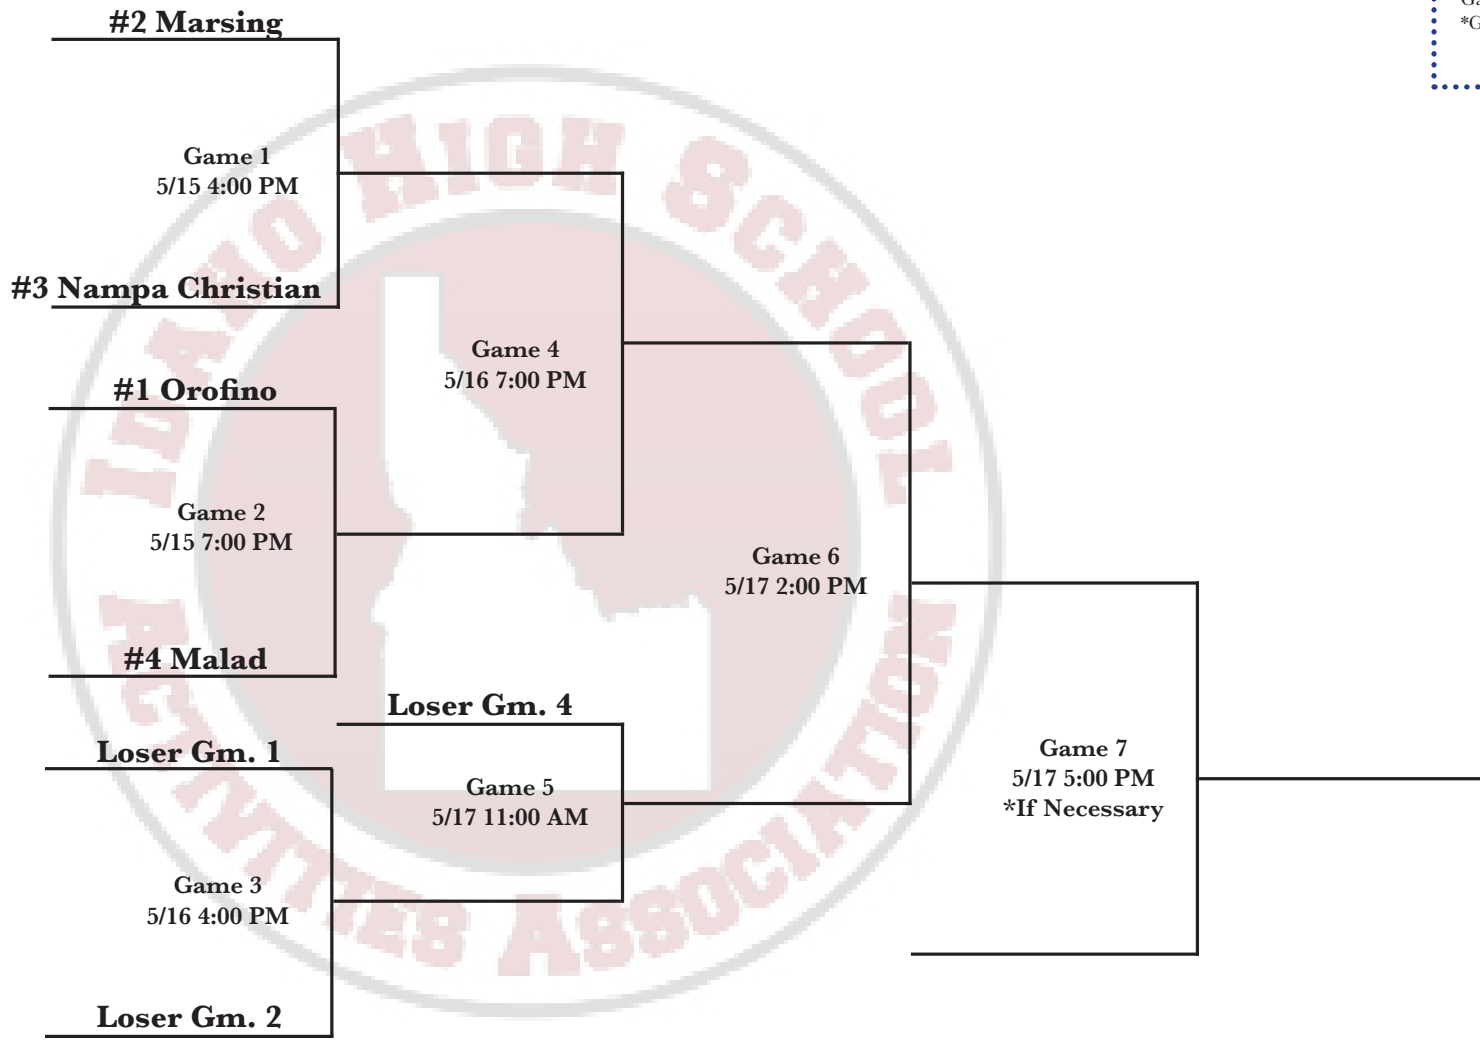 #2 Marsing
Game 1
5/15 4:00 PM
#3 Nampa Christian
Game 4
5/16 7:00 PM
#1 Orofino
Game 2
5/15 7:00 PM
#4 Malad
Game 6
5/17 2:00 PM
Loser Gm. 4
Game 5
5/17 11:00 AM
Loser Gm. 1
Game 3
5/16 4:00 PM
Loser Gm. 2
Game 7
5/17 5:00 PM
*If Necessary
IDAHO HIGH SCHOOL
ACTIVITIES ASSOCIATION